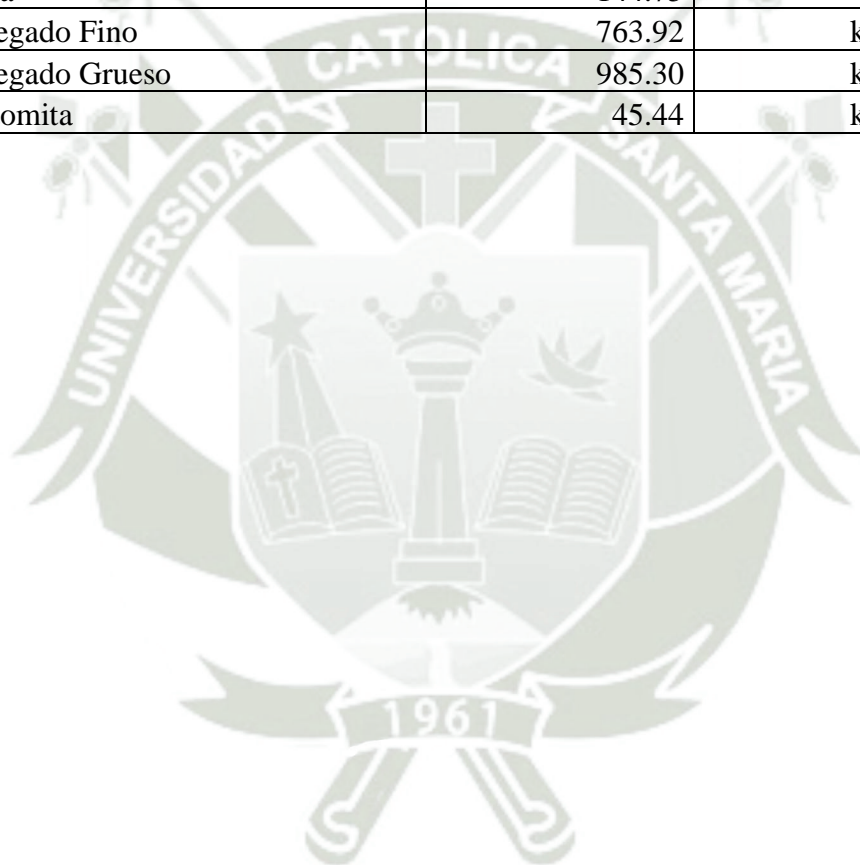 egado Fino 763.92 k
egado Grueso 985.30 k
omita 45.44 k
UNIVERSIDAD CATOLICA SANTA MARIA
1961